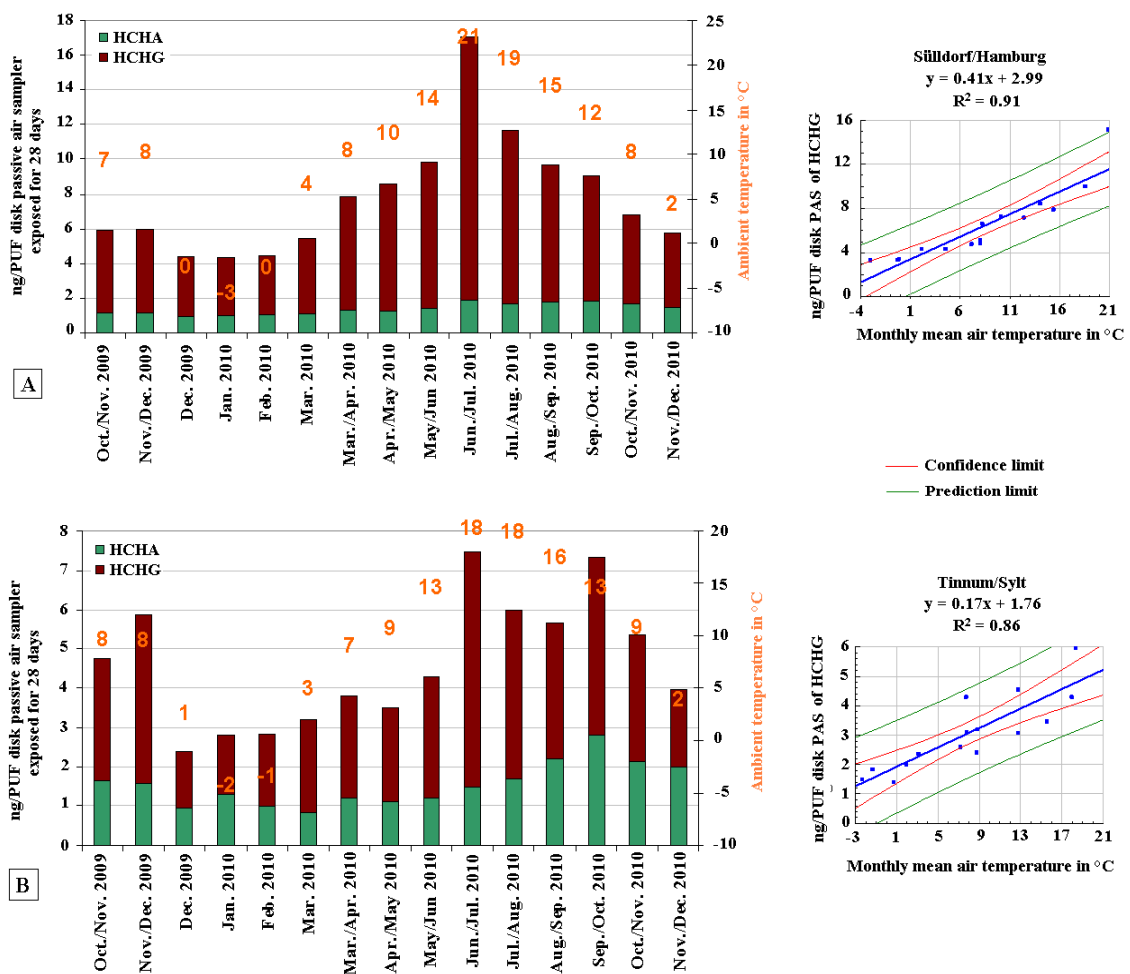 HCHA
HCHG
ng/PUF disk passive air sampler
exposed for 28 days
18
16
14
12
10
8
6
4
2
0
7
8
0
-3
0
4
8
10
14
21
19
15
12
8
2
25
20
15
10
5
0
-5
-10
Ambient temperature in °C
Oct./Nov. 2009
Nov./Dec. 2009
Dec. 2009
Jan. 2010
Feb. 2010
Mar. 2010
Mar./Apr. 2010
Apr./May 2010
May/Jun 2010
Jun./Jul. 2010
Jul./Aug. 2010
Aug./Sep. 2010
Sep./Oct. 2010
Oct./Nov. 2010
Nov./Dec. 2010
A
Sülldorf/Hamburg
y = 0.41x + 2.99
R² = 0.91
ng/PUF disk PAS of HCHG
16
12
8
4
0
-4
1
6
11
16
21
Monthly mean air temperature in °C
Confidence limit
Prediction limit
HCHA
HCHG
ng/PUF disk passive air sampler
exposed for 28 days
8
7
6
5
4
3
2
1
0
8
8
1
-2
-1
3
7
9
13
18
18
16
13
9
2
20
15
10
5
0
-5
-10
Ambient temperature in °C
Oct./Nov. 2009
Nov./Dec. 2009
Dec. 2009
Jan. 2010
Feb. 2010
Mar. 2010
Mar./Apr. 2010
Apr./May 2010
May/Jun 2010
Jun./Jul. 2010
Jul./Aug. 2010
Aug./Sep. 2010
Sep./Oct. 2010
Oct./Nov. 2010
Nov./Dec. 2010
B
Tinnum/Sylt
y = 0.17x + 1.76
R² = 0.86
ng/PUF disk PAS of HCHG
6
5
4
3
2
1
0
-3
1
5
9
13
17
21
Monthly mean air temperature in °C